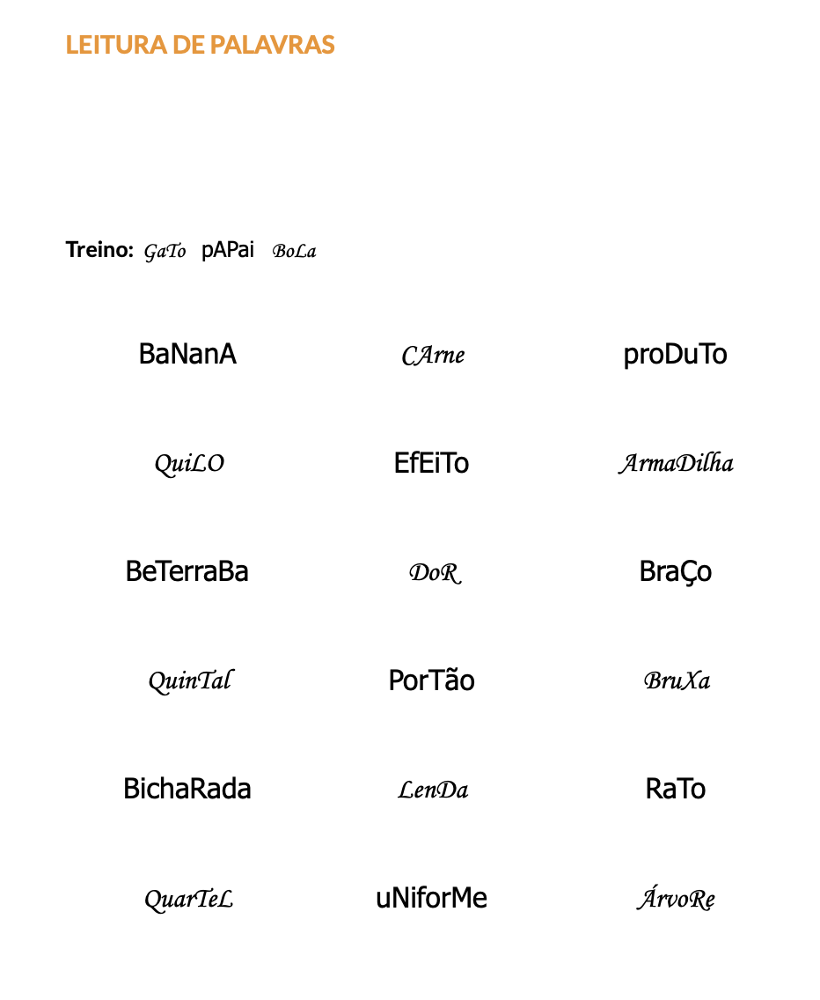 LEITURA DE PALAVRAS
Treino: GaTo pAPai BoLa
BaNanA CArne proDuTo
QuiLO EfEiTo ArmaDilha
BeTerraBa DoR BraÇo
QuinTal PorTão BruXa
BichaRada LenDa RaTo
QuarTeL uNiforMe ÁrvoRe